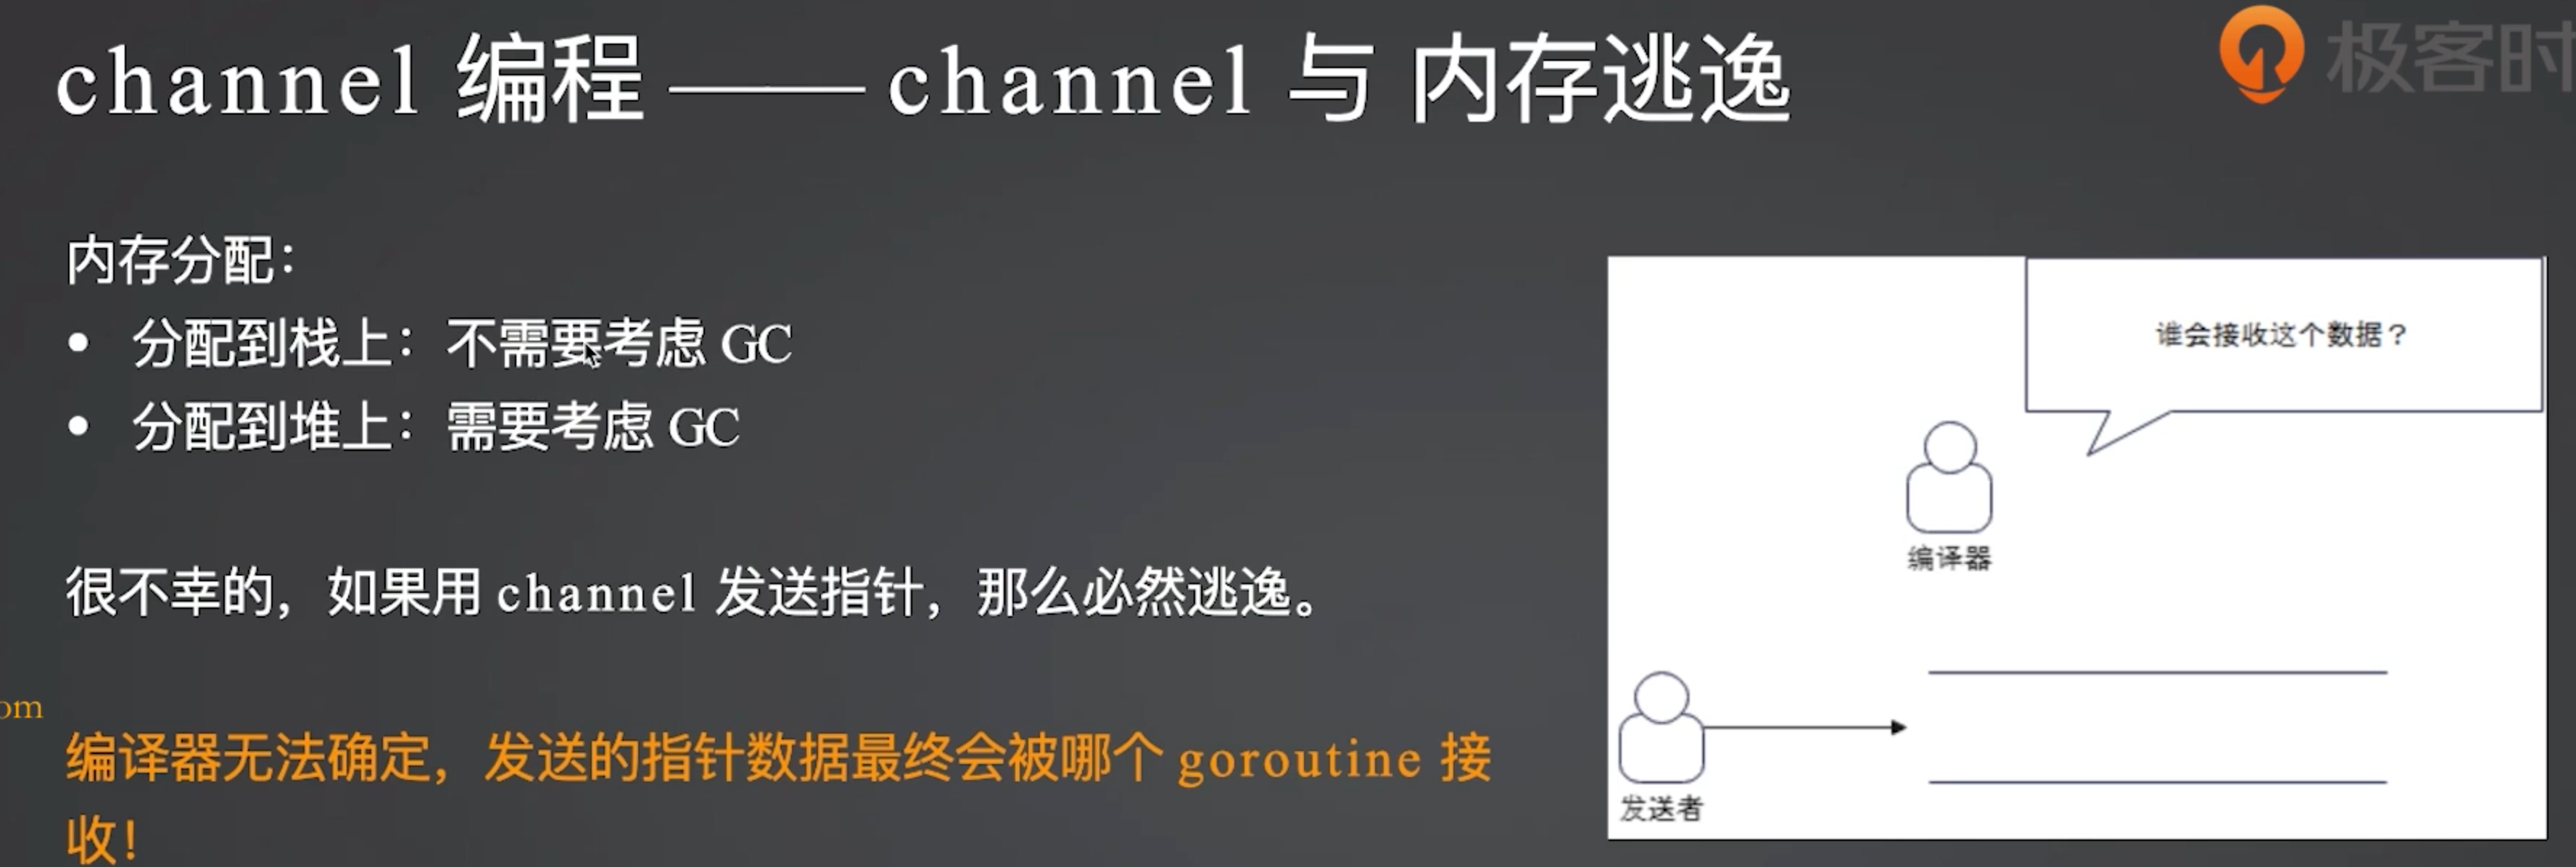 channel 编程 —— channel 与 内存逃逸
极客时
内存分配：
• 分配到栈上：不需要考虑 GC
• 分配到堆上：需要考虑 GC
很不幸的，如果用 channel 发送指针，那么必然逃逸。
om
编译器无法确定，发送的指针数据最终会被哪个 goroutine 接
收！
谁会接收这个数据？
编译器
发送者